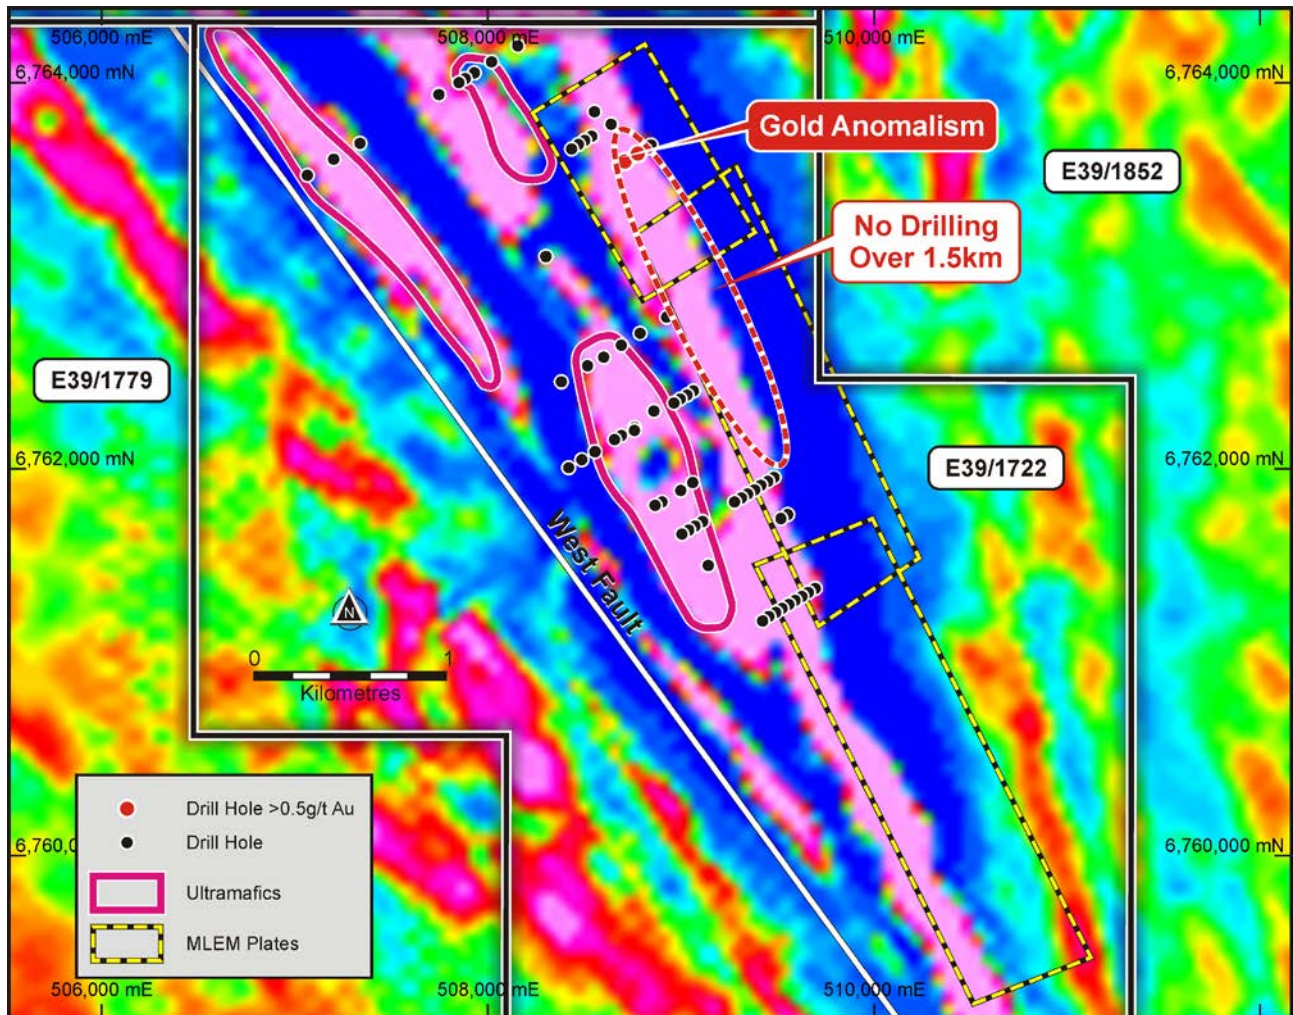 506,000 mE
508,000 mE
510,000 mE
6,764,000 mN
6,764,000 mN
Gold Anomalism
E39/1852
No Drilling
Over 1.5km
E39/1779
6,762,000 mN
6,762,000 mN
E39/1722
West Fault
N
0 1
Kilometres
6,760,0
6,760,000 mN
Drill Hole >0.5g/t Au
Drill Hole
Ultramafics
MLEM Plates
506,000 mE
508,000 mE
510,000 mE